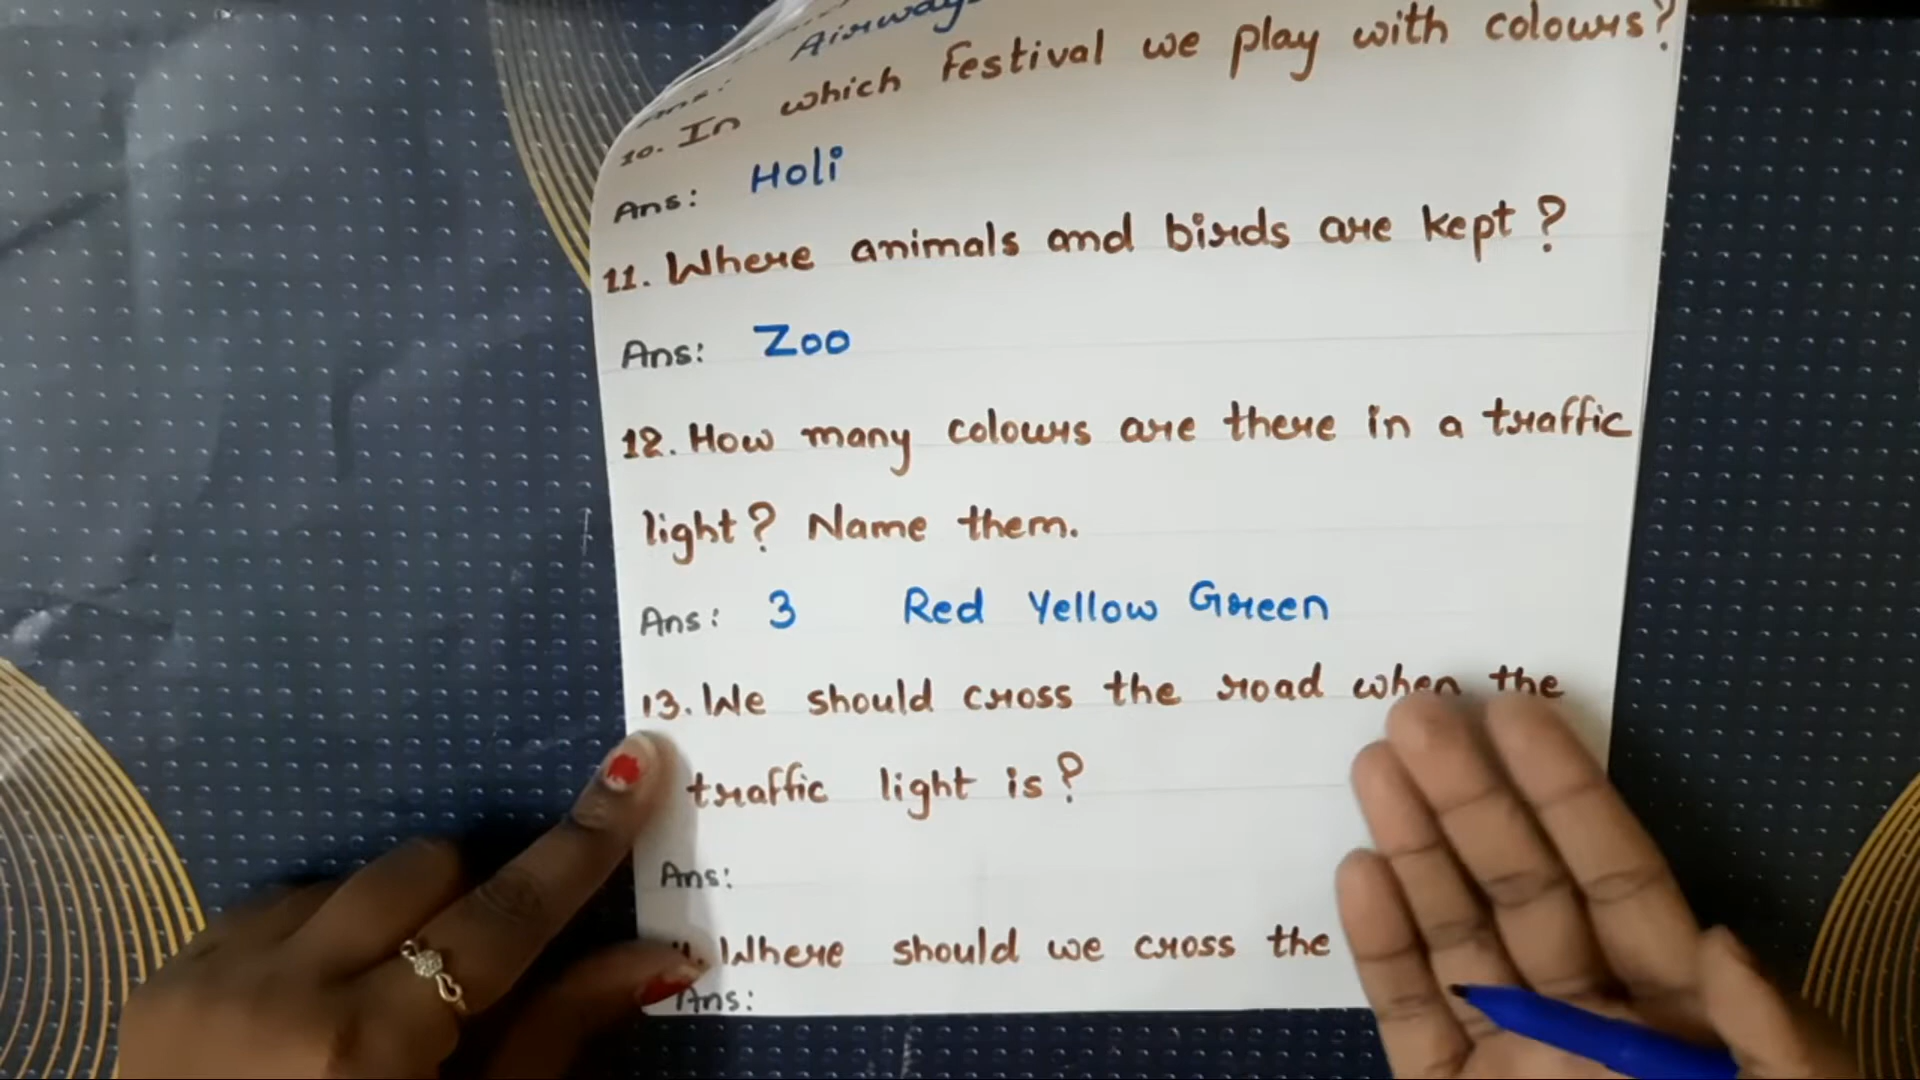 Ans: Airways
10. In which Festival we play with colours?
Ans: Holi
11. Where animals and birds are kept?
Ans: Zoo
12. How many colours are there in a traffic
light? Name them.
Ans: 3 Red Yellow Green
13. We should cross the road when the
traffic light is?
Ans:
Where should we cross the
Ans: